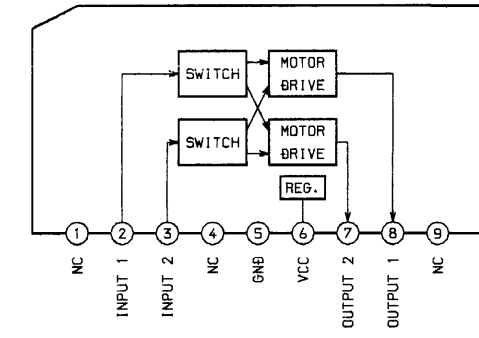 MOTOR
DRIVE
SWITCH
SWITCH
MOTOR
DRIVE
REG.
1 2 3 4 5 6 7 8 9
NC
INPUT 1
INPUT 2
NC
GND
VCC
OUTPUT 2
OUTPUT 1
NC